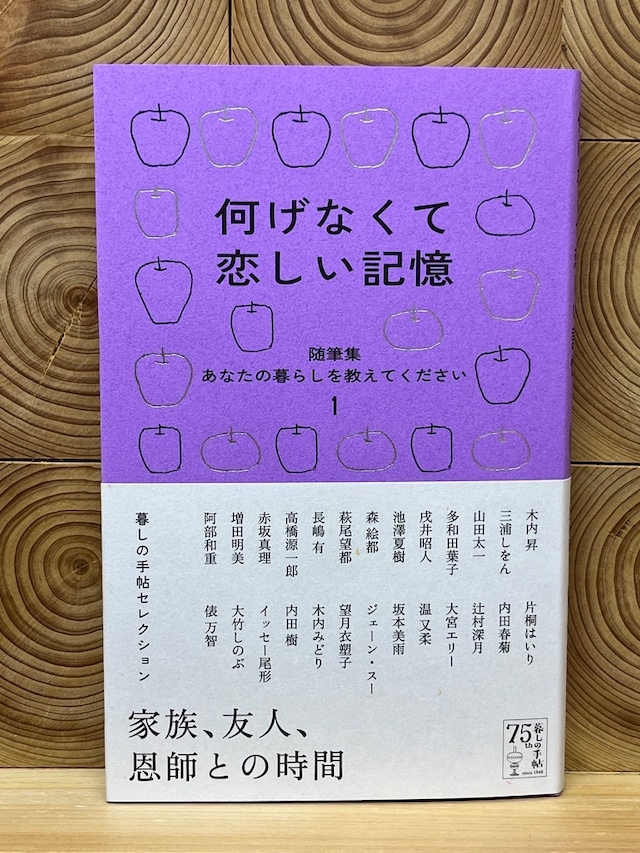 何げなくて
恋しい記憶
随筆集
あなたの暮らしを教えてください
1
木内 昇
三浦しをん
山田太一
多和田葉子
戌井昭人
池澤夏樹
森 絵都
萩尾望都
長嶋 有
高橋源一郎
赤坂真理
増田明美
阿部和重
片桐はいり
内田春菊
辻村深月
大宮エリー
温 又柔
坂本美雨
ジェーン・スー
望月衣塑子
木内みどり
内田 樹
イッセー尾形
大竹しのぶ
俵 万智
暮しの手帖セレクション
家族、友人、
恩師との時間
75th
暮しの手帖
since 1948